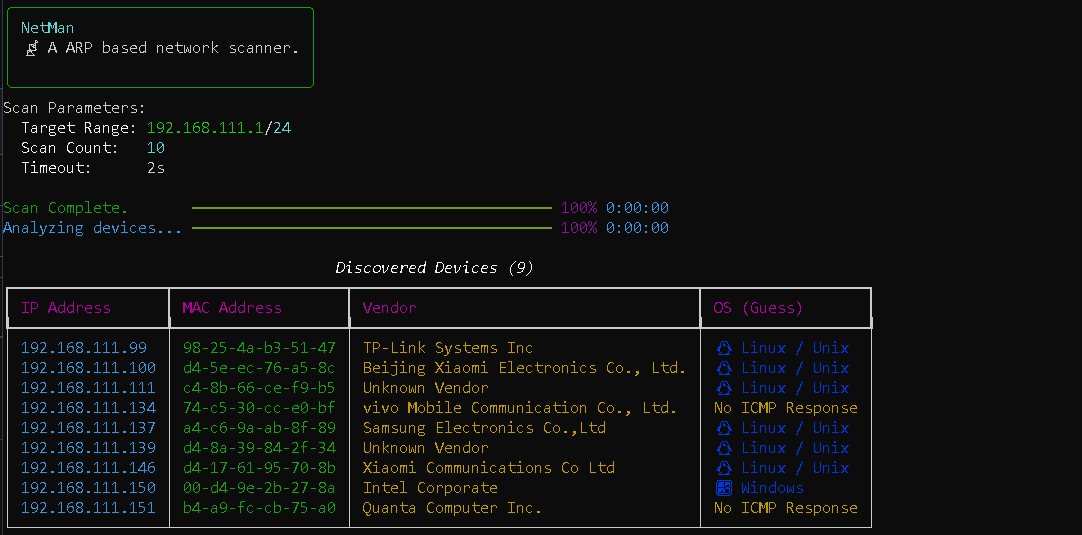 NetMan
A ARP based network scanner.
Scan Parameters:
Target Range: 192.168.111.1/24
Scan Count: 10
Timeout: 2s
Scan Complete. 100% 0:00:00
Analyzing devices... 100% 0:00:00
Discovered Devices (9)
IP Address MAC Address Vendor OS (Guess)
192.168.111.99 98-25-4a-b3-51-47 TP-Link Systems Inc Linux / Unix
192.168.111.100 d4-5e-ec-76-a5-8c Beijing Xiaomi Electronics Co., Ltd. Linux / Unix
192.168.111.111 c4-8b-66-ce-f9-b5 Unknown Vendor Linux / Unix
192.168.111.134 74-c5-30-cc-e0-bf vivo Mobile Communication Co., Ltd. No ICMP Response
192.168.111.137 a4-c6-9a-ab-8f-89 Samsung Electronics Co.,Ltd Linux / Unix
192.168.111.139 d4-8a-39-84-2f-34 Unknown Vendor Linux / Unix
192.168.111.146 d4-17-61-95-70-8b Xiaomi Communications Co Ltd Linux / Unix
192.168.111.150 00-d4-9e-2b-27-8a Intel Corporate Windows
192.168.111.151 b4-a9-fc-cb-75-a0 Quanta Computer Inc. No ICMP Response